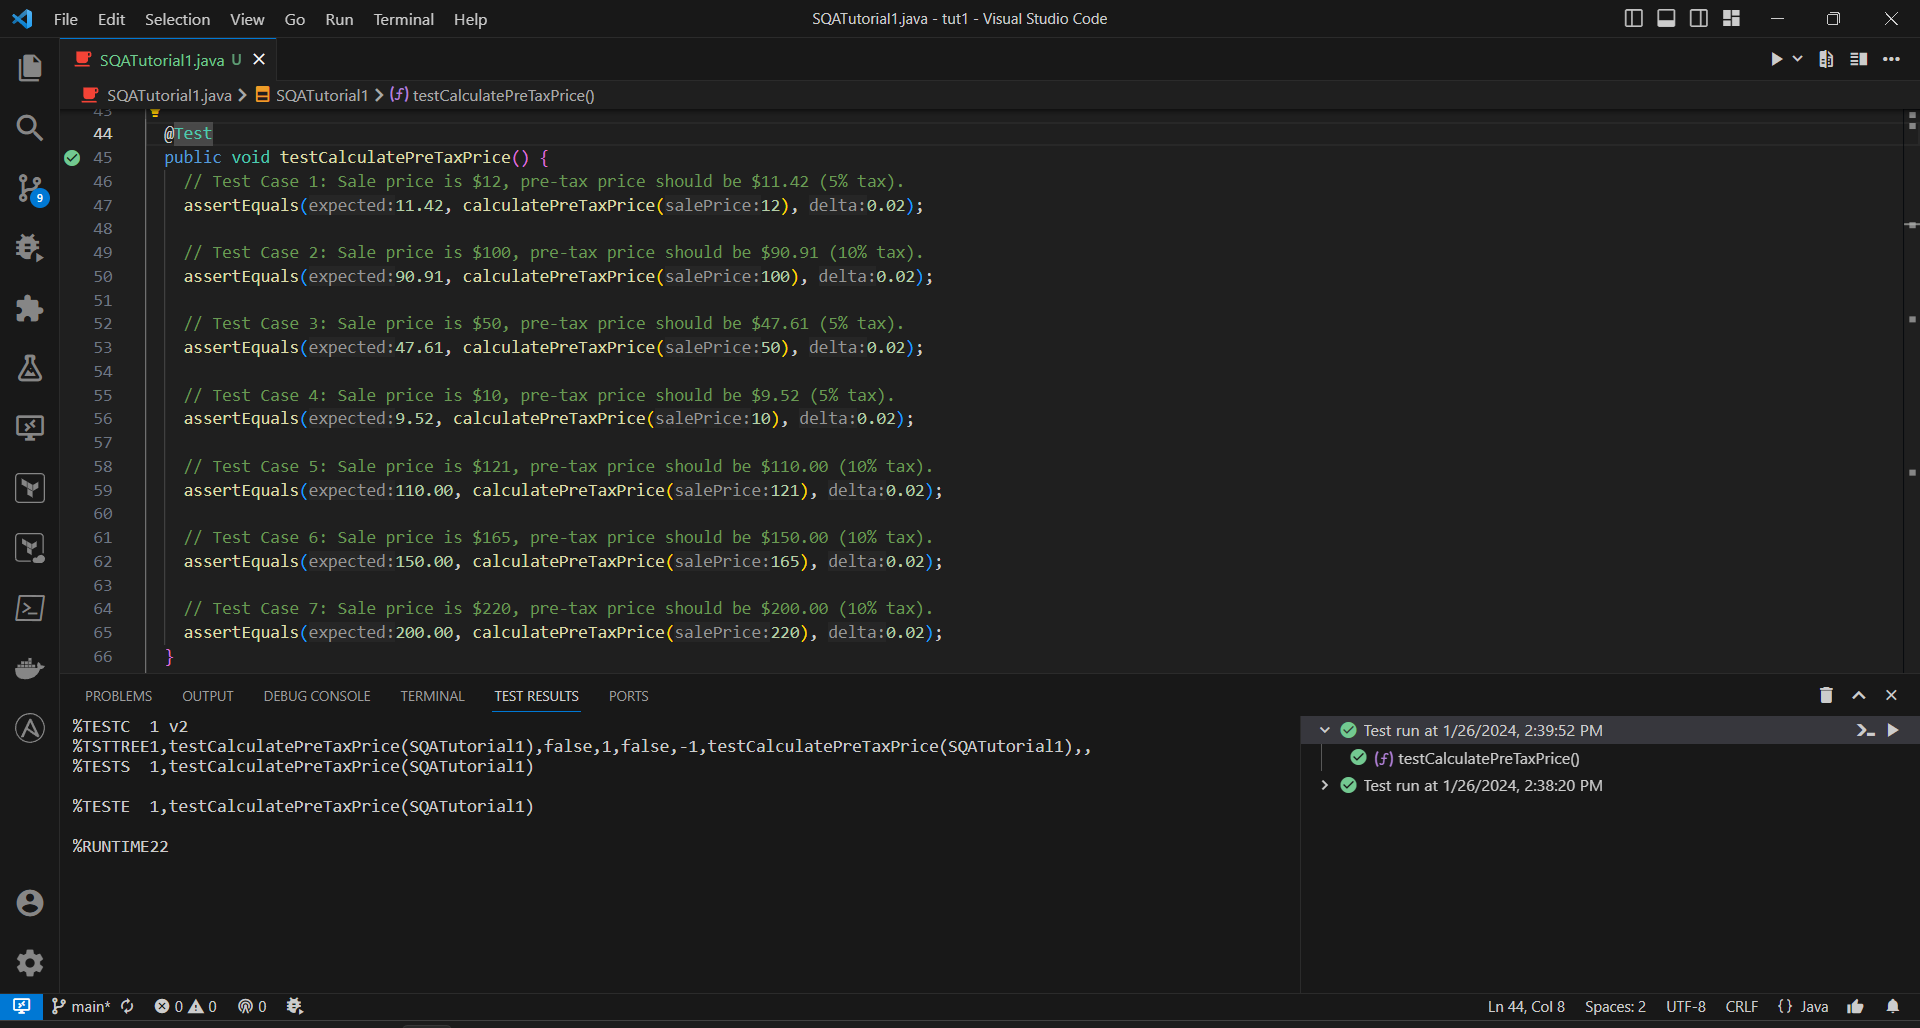 File Edit Selection View Go Run Terminal Help
SQATutorial1.java - tut1 - Visual Studio Code
SQATutorial1.java U
SQATutorial1.java > SQATutorial1 > testCalculatePreTaxPrice()
43
44 @Test
45 public void testCalculatePreTaxPrice() {
46 // Test Case 1: Sale price is $12, pre-tax price should be $11.42 (5% tax).
47 assertEquals(expected:11.42, calculatePreTaxPrice(salePrice:12), delta:0.02);
48
49 // Test Case 2: Sale price is $100, pre-tax price should be $90.91 (10% tax).
50 assertEquals(expected:90.91, calculatePreTaxPrice(salePrice:100), delta:0.02);
51
52 // Test Case 3: Sale price is $50, pre-tax price should be $47.61 (5% tax).
53 assertEquals(expected:47.61, calculatePreTaxPrice(salePrice:50), delta:0.02);
54
55 // Test Case 4: Sale price is $10, pre-tax price should be $9.52 (5% tax).
56 assertEquals(expected:9.52, calculatePreTaxPrice(salePrice:10), delta:0.02);
57
58 // Test Case 5: Sale price is $121, pre-tax price should be $110.00 (10% tax).
59 assertEquals(expected:110.00, calculatePreTaxPrice(salePrice:121), delta:0.02);
60
61 // Test Case 6: Sale price is $165, pre-tax price should be $150.00 (10% tax).
62 assertEquals(expected:150.00, calculatePreTaxPrice(salePrice:165), delta:0.02);
63
64 // Test Case 7: Sale price is $220, pre-tax price should be $200.00 (10% tax).
65 assertEquals(expected:200.00, calculatePreTaxPrice(salePrice:220), delta:0.02);
66 }
9
PROBLEMS OUTPUT DEBUG CONSOLE TERMINAL TEST RESULTS PORTS
%TESTC  1 v2
%TSTTREE1,testCalculatePreTaxPrice(SQATutorial1),false,1,false,-1,testCalculatePreTaxPrice(SQATutorial1),,
%TESTS  1,testCalculatePreTaxPrice(SQATutorial1)
%TESTE  1,testCalculatePreTaxPrice(SQATutorial1)
%RUNTIME22
Test run at 1/26/2024, 2:39:52 PM
testCalculatePreTaxPrice()
Test run at 1/26/2024, 2:38:20 PM
main* 0 0 0
Ln 44, Col 8 Spaces: 2 UTF-8 CRLF {} Java